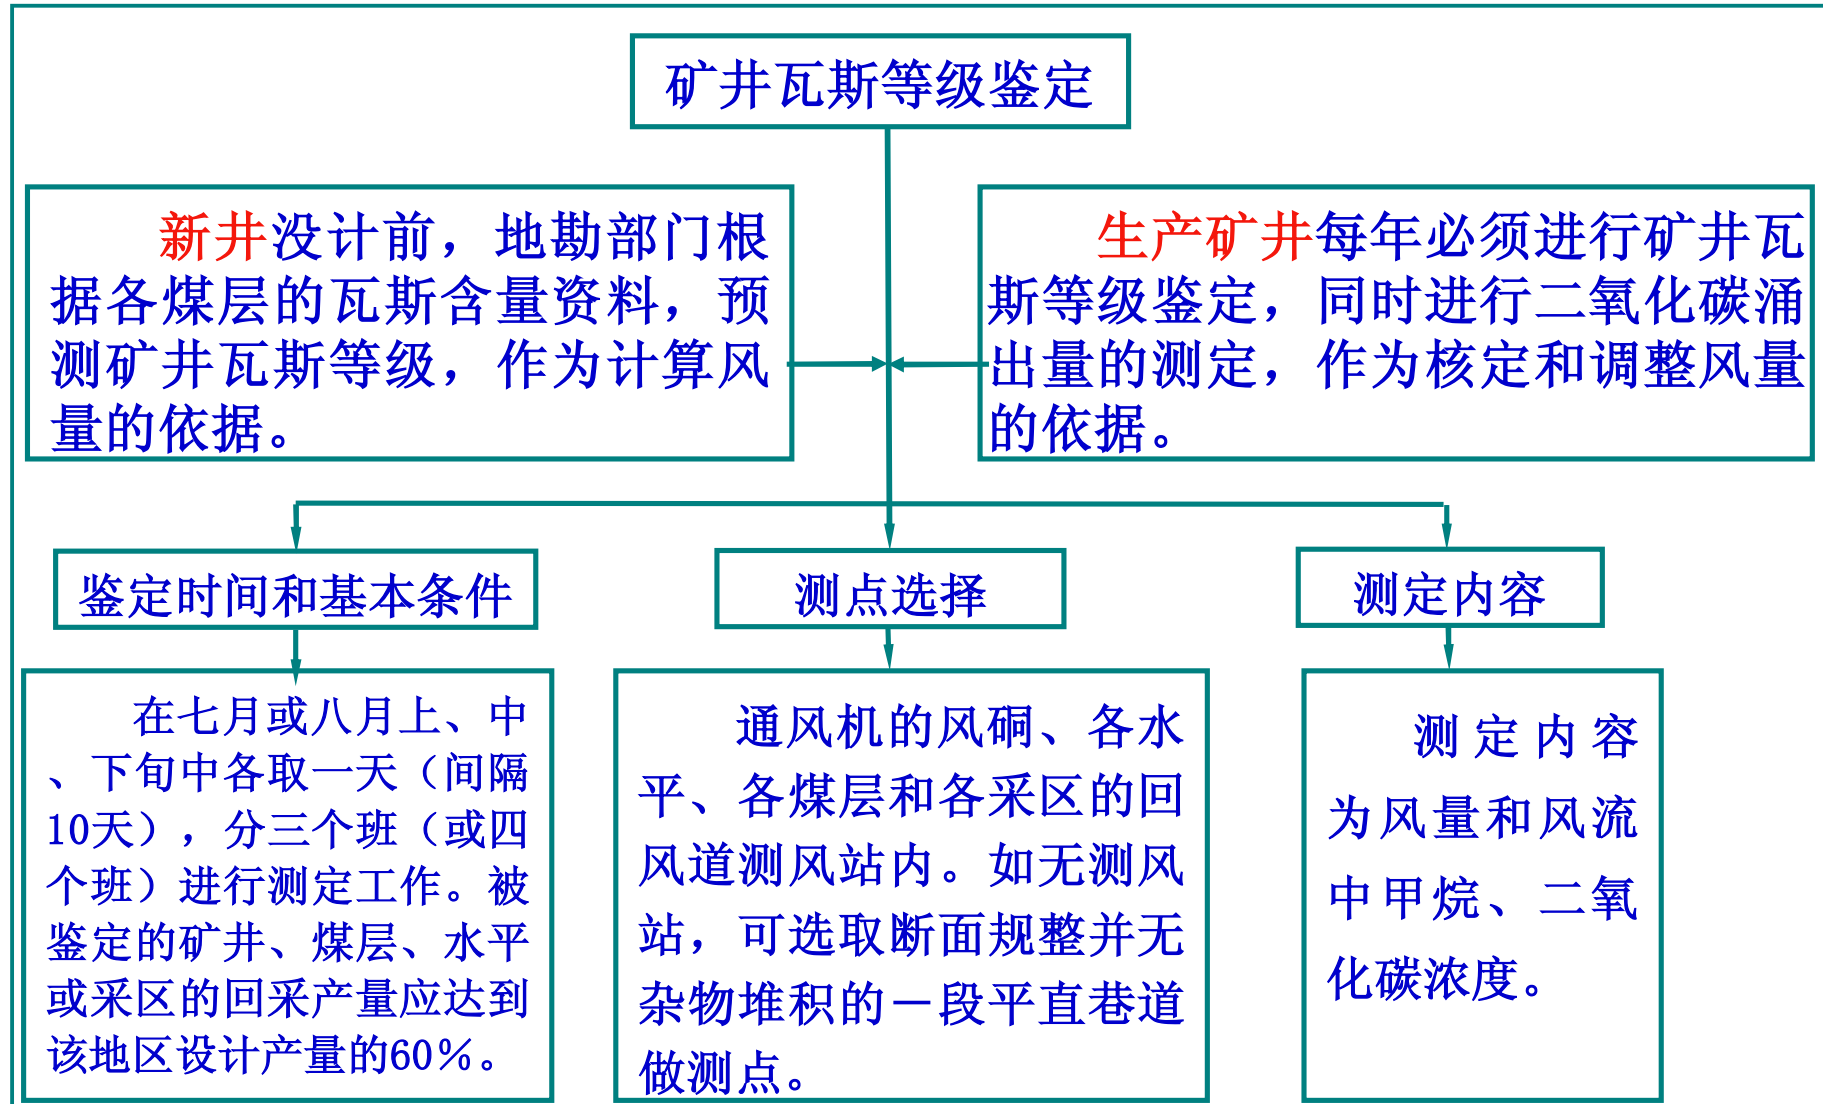 矿井瓦斯等级鉴定
新井没计前，地勘部门根
据各煤层的瓦斯含量资料，预
测矿井瓦斯等级，作为计算风
量的依据。
生产矿井每年必须进行矿井瓦
斯等级鉴定，同时进行二氧化碳涌
出量的测定，作为核定和调整风量
的依据。
鉴定时间和基本条件
测点选择
测定内容
在七月或八月上、中
、下旬中各取一天（间隔
10天），分三个班（或四
个班）进行测定工作。被
鉴定的矿井、煤层、水平
或采区的回采产量应达到
该地区设计产量的60％。
通风机的风硐、各水
平、各煤层和各采区的回
风道测风站内。如无测风
站，可选取断面规整并无
杂物堆积的－段平直巷道
做测点。
测定内容
为风量和风流
中甲烷、二氧
化碳浓度。